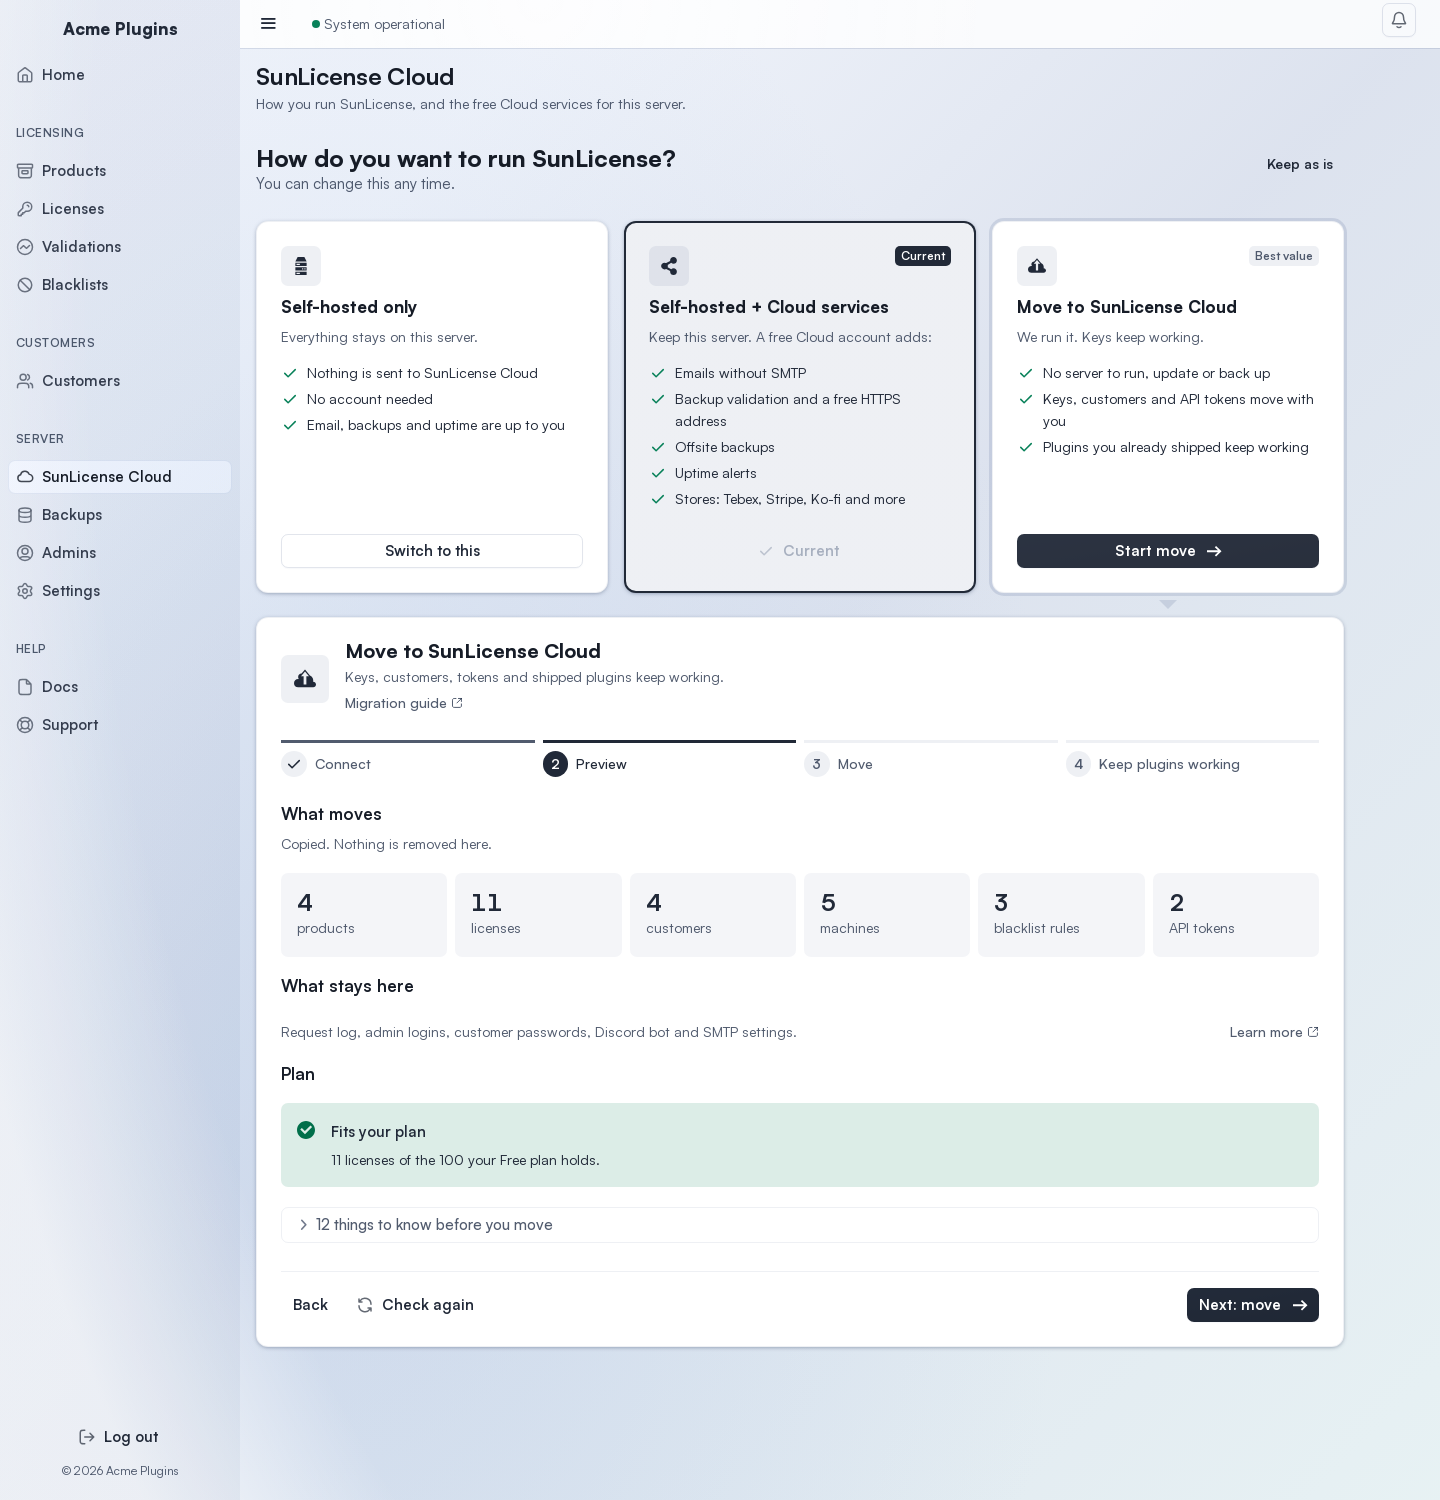 Acme Plugins
Home
LICENSING
Products
Licenses
Validations
Blacklists
CUSTOMERS
Customers
SERVER
SunLicense Cloud
Backups
Admins
Settings
HELP
Docs
Support
Log out
© 2026 Acme Plugins
System operational
SunLicense Cloud
How you run SunLicense, and the free Cloud services for this server.
How do you want to run SunLicense?
You can change this any time.
Keep as is
Self-hosted only
Everything stays on this server.
Nothing is sent to SunLicense Cloud
No account needed
Email, backups and uptime are up to you
Switch to this
Current
Self-hosted + Cloud services
Keep this server. A free Cloud account adds:
Emails without SMTP
Backup validation and a free HTTPS
address
Offsite backups
Uptime alerts
Stores: Tebex, Stripe, Ko-fi and more
Current
Best value
Move to SunLicense Cloud
We run it. Keys keep working.
No server to run, update or back up
Keys, customers and API tokens move with
you
Plugins you already shipped keep working
Start move
Move to SunLicense Cloud
Keys, customers, tokens and shipped plugins keep working.
Migration guide
Connect
2 Preview
3 Move
4 Keep plugins working
What moves
Copied. Nothing is removed here.
4
products
11
licenses
4
customers
5
machines
3
blacklist rules
2
API tokens
What stays here
Request log, admin logins, customer passwords, Discord bot and SMTP settings.
Learn more
Plan
Fits your plan
11 licenses of the 100 your Free plan holds.
12 things to know before you move
Back
Check again
Next: move